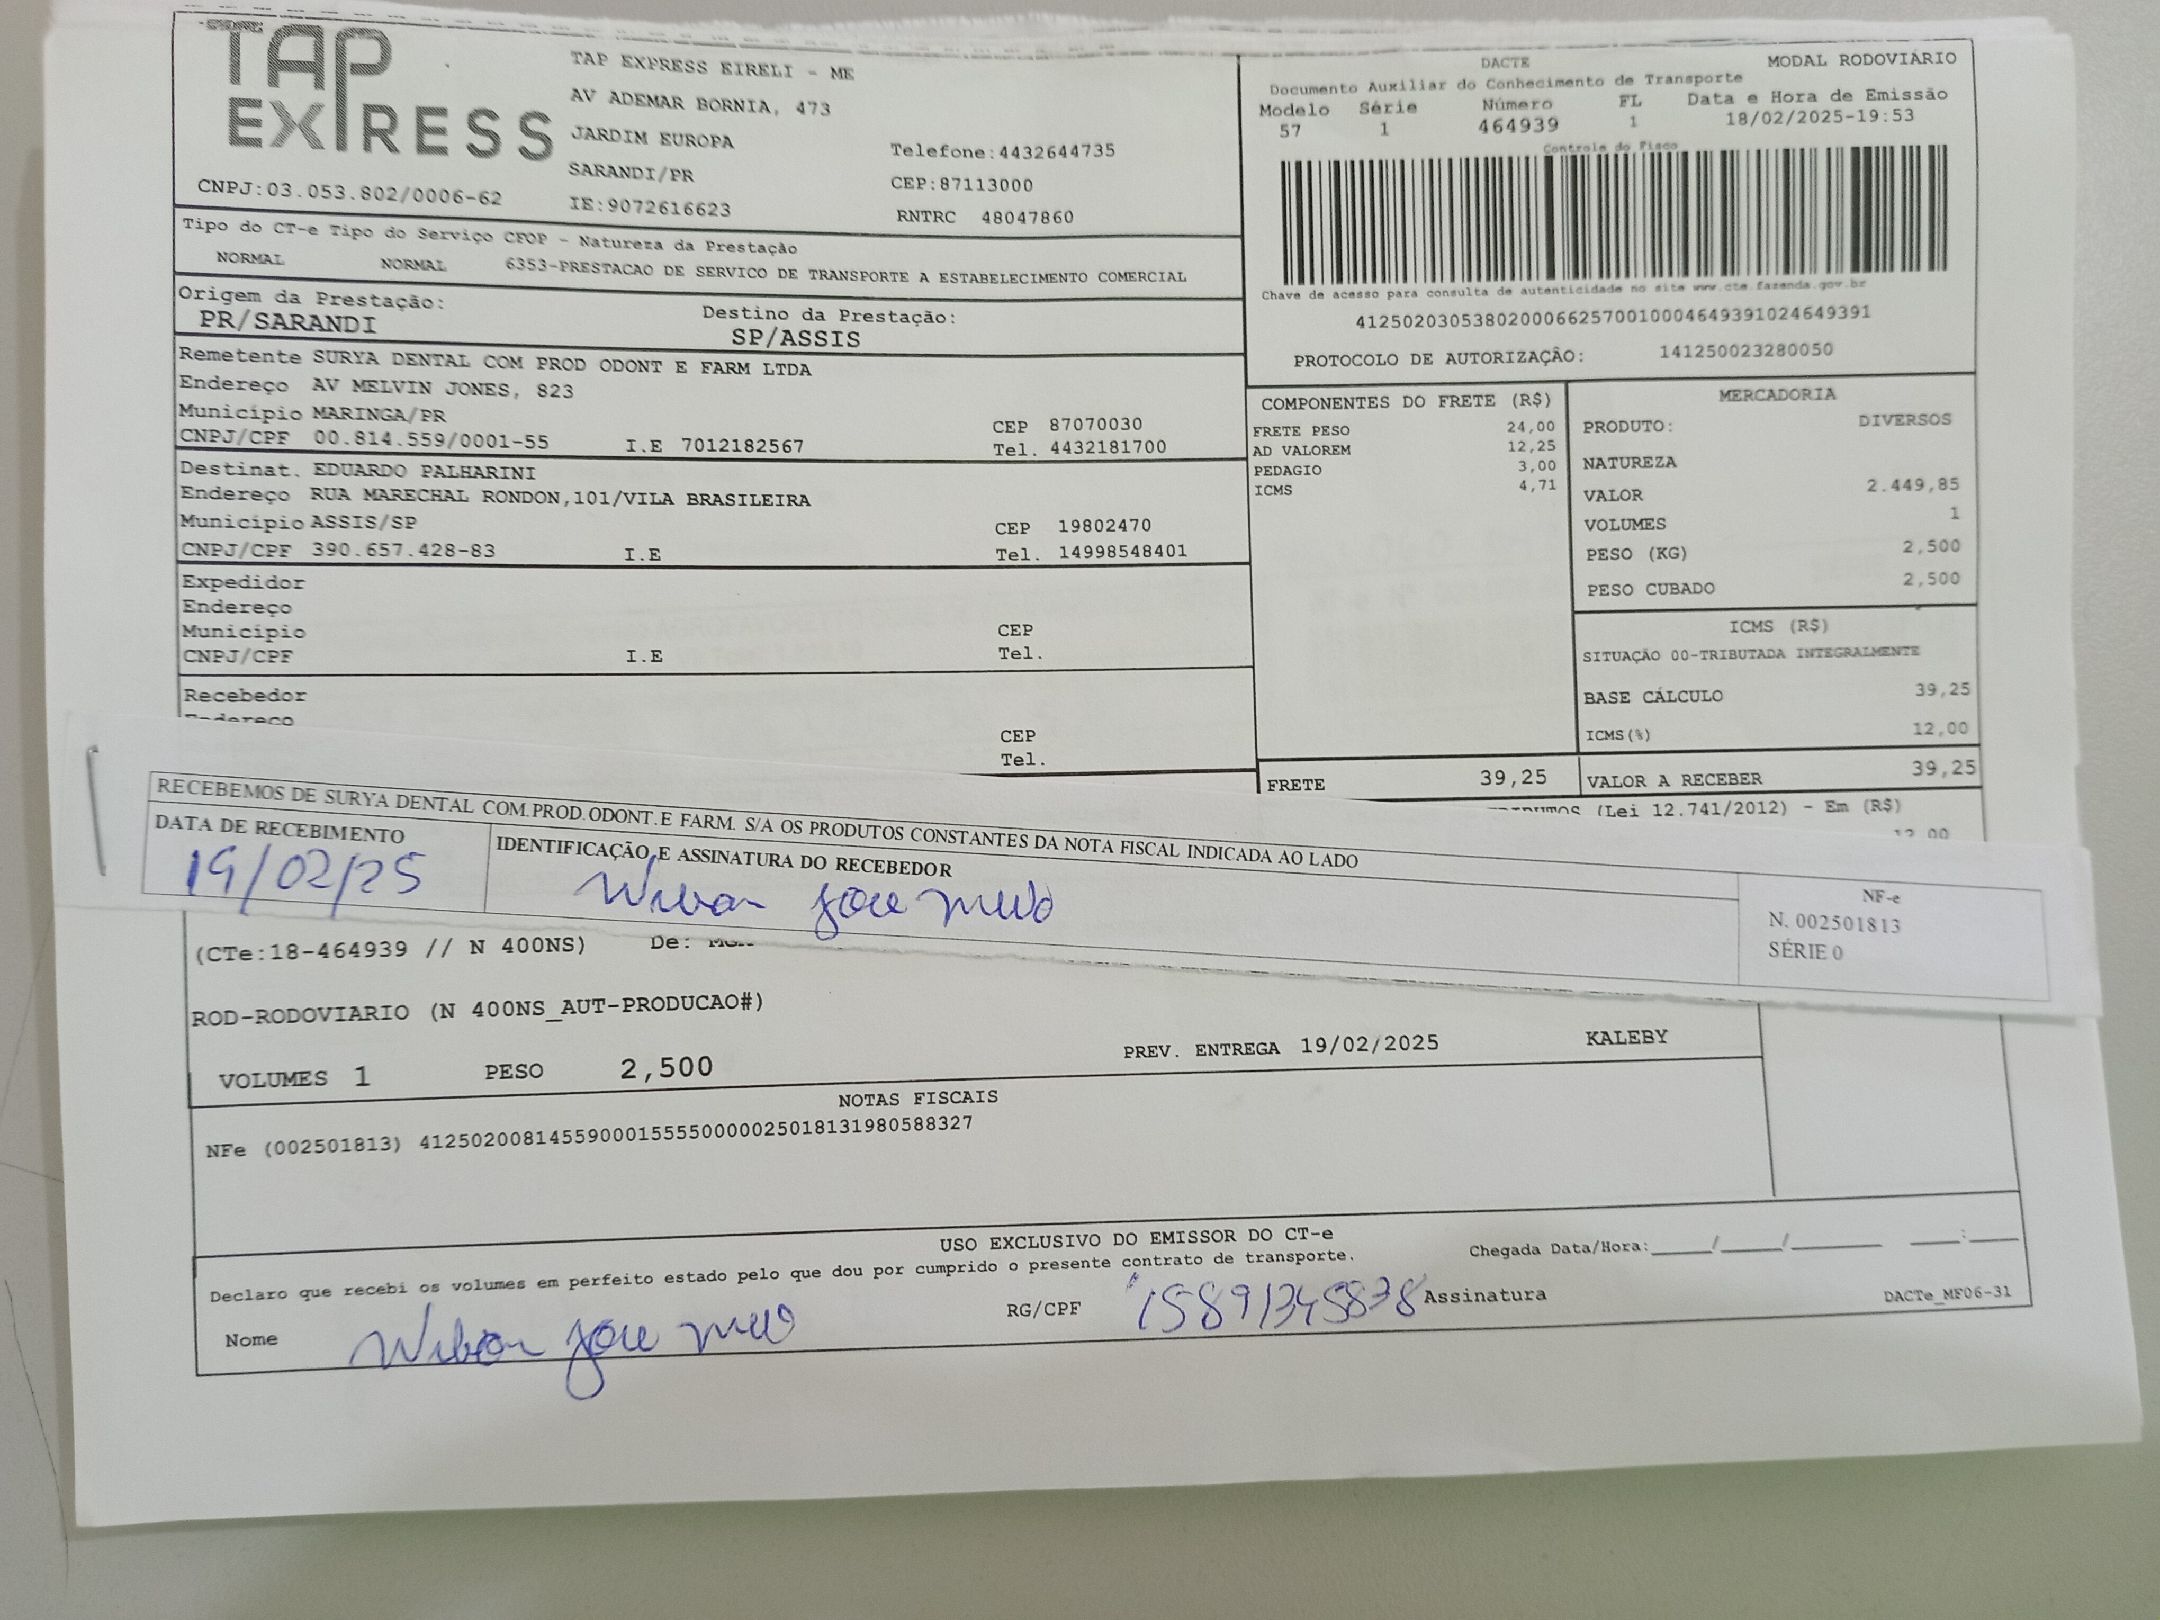 TAP EXPRESS
TAP EXPRESS EIRELI - ME
AV ADEMAR BORNIA, 473
JARDIM EUROPA
Telefone:4432644735
SARANDI/PR
CEP:87113000
CNPJ:03.053.802/0006-62
IE:9072616623
RNTRC 48047860
DACTE MODAL RODOVIÁRIO
Documento Auxiliar do Conhecimento de Transporte
Modelo Série Número FL Data e Hora de Emissão
57 1 464939 1 18/02/2025-19:53
Controle do Fisco
Chave de acesso para consulta de autenticidade no site www.cte.fazenda.gov.br
41250203053802000662570010004649391024649391
PROTOCOLO DE AUTORIZAÇÃO: 141250023280050
Tipo do CT-e Tipo do Serviço CFOP - Natureza da Prestação
NORMAL NORMAL 6353-PRESTACAO DE SERVICO DE TRANSPORTE A ESTABELECIMENTO COMERCIAL
Origem da Prestação: Destino da Prestação:
PR/SARANDI SP/ASSIS
Remetente SURYA DENTAL COM PROD ODONT E FARM LTDA
Endereço AV MELVIN JONES, 823
Município MARINGA/PR CEP 87070030
CNPJ/CPF 00.814.559/0001-55 I.E 7012182567 Tel. 4432181700
Destinat. EDUARDO PALHARINI
Endereço RUA MARECHAL RONDON,101/VILA BRASILEIRA
Município ASSIS/SP CEP 19802470
CNPJ/CPF 390.657.428-83 I.E Tel. 14998548401
Expedidor
Endereço
Município CEP
CNPJ/CPF I.E Tel.
Recebedor
Endereço
CEP
Tel.
COMPONENTES DO FRETE (R$)
FRETE PESO 24,00
AD VALOREM 12,25
PEDAGIO 3,00
ICMS 4,71
FRETE 39,25
MERCADORIA
PRODUTO: DIVERSOS
NATUREZA
VALOR 2.449,85
VOLUMES 1
PESO (KG) 2,500
PESO CUBADO 2,500
ICMS (R$)
SITUAÇÃO 00-TRIBUTADA INTEGRALMENTE
BASE CÁLCULO 39,25
ICMS(%) 12,00
VALOR A RECEBER 39,25
(Lei 12.741/2012) - Em (R$)
12,00
RECEBEMOS DE SURYA DENTAL COM.PROD.ODONT.E FARM. S/A OS PRODUTOS CONSTANTES DA NOTA FISCAL INDICADA AO LADO
DATA DE RECEBIMENTO IDENTIFICAÇÃO E ASSINATURA DO RECEBEDOR
19/02/25 Wilson Jose Melo
NF-e
N. 002501813
SÉRIE 0
(CTe:18-464939 // N 400NS) De:
ROD-RODOVIARIO (N 400NS_AUT-PRODUCAO#)
VOLUMES 1 PESO 2,500 PREV. ENTREGA 19/02/2025 KALEBY
NOTAS FISCAIS
NFe (002501813) 41250200814559000155550000025018131980588327
USO EXCLUSIVO DO EMISSOR DO CT-e
Declaro que recebi os volumes em perfeito estado pelo que dou por cumprido o presente contrato de transporte. Chegada Data/Hora:____/____/____ ____:____
Nome Wilson Jose Melo RG/CPF 15891345838 Assinatura DACTe_MF06-31